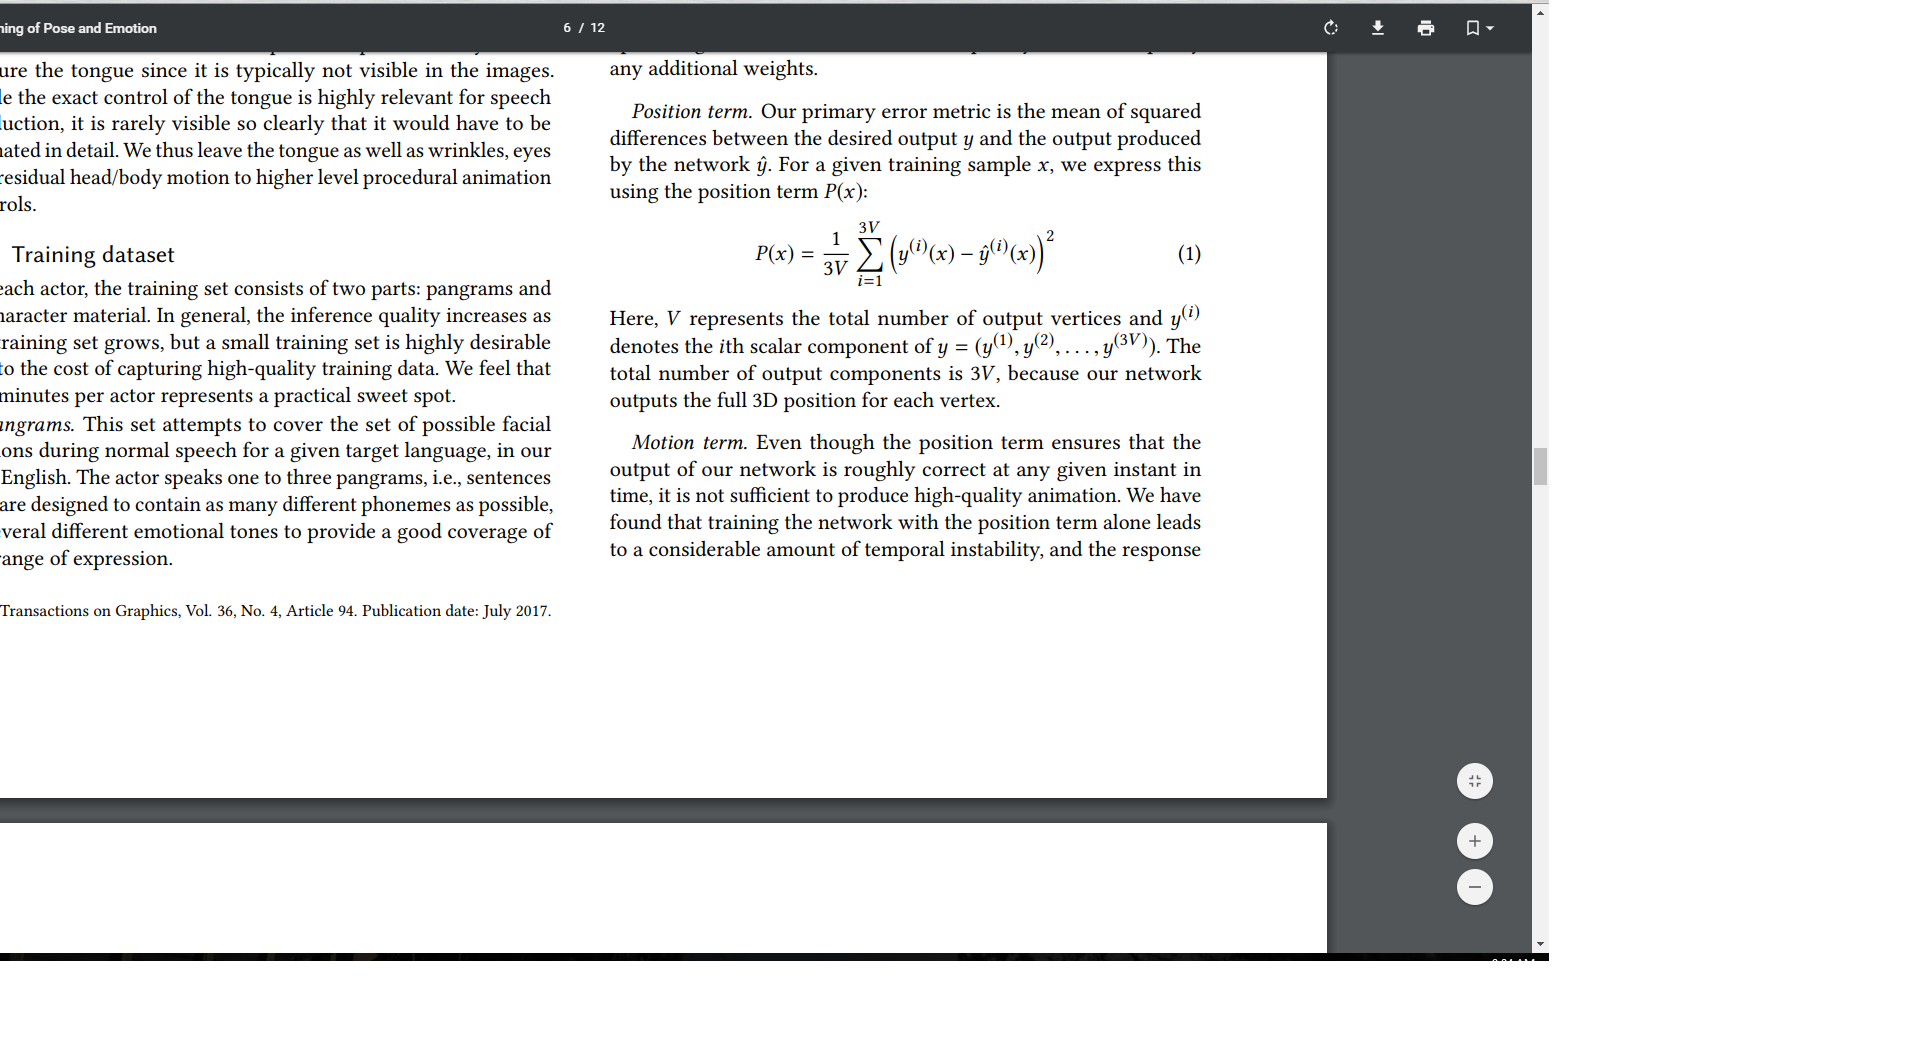 ning of Pose and Emotion
6 / 12
ure the tongue since it is typically not visible in the images.
le the exact control of the tongue is highly relevant for speech
luction, it is rarely visible so clearly that it would have to be
nated in detail. We thus leave the tongue as well as wrinkles, eyes
residual head/body motion to higher level procedural animation
rols.
Training dataset
each actor, the training set consists of two parts: pangrams and
haracter material. In general, the inference quality increases as
training set grows, but a small training set is highly desirable
to the cost of capturing high-quality training data. We feel that
minutes per actor represents a practical sweet spot.
angrams. This set attempts to cover the set of possible facial
ions during normal speech for a given target language, in our
English. The actor speaks one to three pangrams, i.e., sentences
are designed to contain as many different phonemes as possible,
everal different emotional tones to provide a good coverage of
range of expression.
Transactions on Graphics, Vol. 36, No. 4, Article 94. Publication date: July 2017.
any additional weights.
Position term. Our primary error metric is the mean of squared
differences between the desired output y and the output produced
by the network ŷ. For a given training sample x, we express this
using the position term P(x):
P(x) = 1/3V ∑_{i=1}^{3V} (y^(i)(x) − ŷ^(i)(x))^2 (1)
Here, V represents the total number of output vertices and y^(i)
denotes the ith scalar component of y = (y^(1), y^(2), . . . , y^(3V)). The
total number of output components is 3V, because our network
outputs the full 3D position for each vertex.
Motion term. Even though the position term ensures that the
output of our network is roughly correct at any given instant in
time, it is not sufficient to produce high-quality animation. We have
found that training the network with the position term alone leads
to a considerable amount of temporal instability, and the response